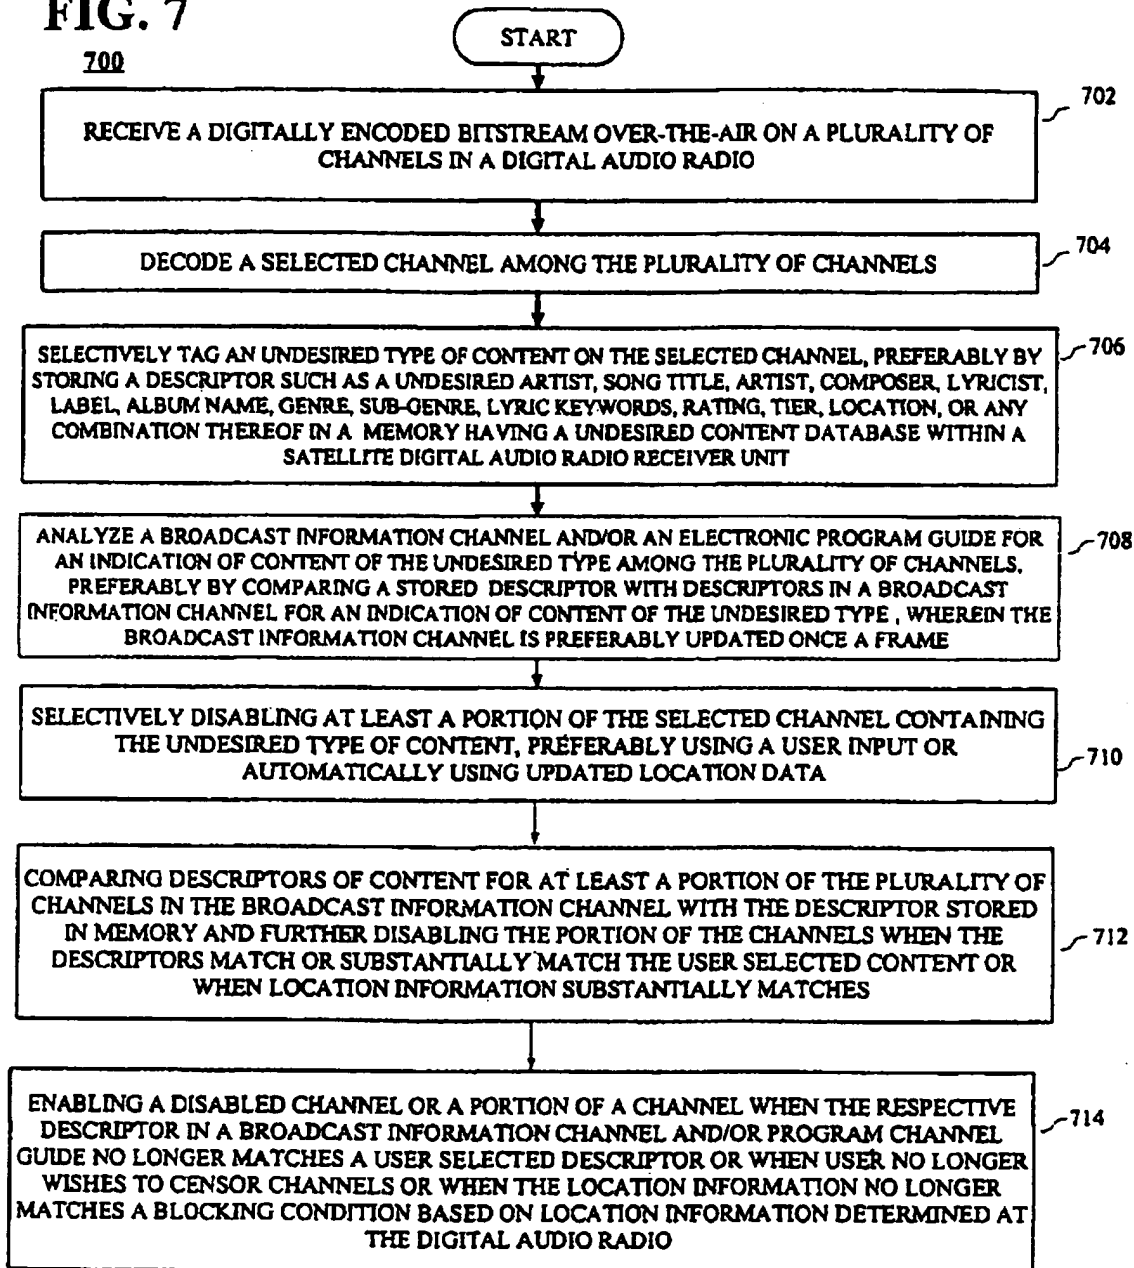 FIG. 7
700
START
702
RECEIVE A DIGITALLY ENCODED BITSTREAM OVER-THE-AIR ON A PLURALITY OF
CHANNELS IN A DIGITAL AUDIO RADIO
704
DECODE A SELECTED CHANNEL AMONG THE PLURALITY OF CHANNELS
706
SELECTIVELY TAG AN UNDESIRED TYPE OF CONTENT ON THE SELECTED CHANNEL, PREFERABLY BY
STORING A DESCRIPTOR SUCH AS A UNDESIRED ARTIST, SONG TITLE, ARTIST, COMPOSER, LYRICIST,
LABEL, ALBUM NAME, GENRE, SUB-GENRE, LYRIC KEYWORDS, RATING, TIER, LOCATION, OR ANY
COMBINATION THEREOF IN A MEMORY HAVING A UNDESIRED CONTENT DATABASE WITHIN A
SATELLITE DIGITAL AUDIO RADIO RECEIVER UNIT
708
ANALYZE A BROADCAST INFORMATION CHANNEL AND/OR AN ELECTRONIC PROGRAM GUIDE FOR
AN INDICATION OF CONTENT OF THE UNDESIRED TYPE AMONG THE PLURALITY OF CHANNELS,
PREFERABLY BY COMPARING A STORED DESCRIPTOR WITH DESCRIPTORS IN A BROADCAST
INFORMATION CHANNEL FOR AN INDICATION OF CONTENT OF THE UNDESIRED TYPE, WHEREIN THE
BROADCAST INFORMATION CHANNEL IS PREFERABLY UPDATED ONCE A FRAME
SELECTIVELY DISABLING AT LEAST A PORTION OF THE SELECTED CHANNEL CONTAINING
THE UNDESIRED TYPE OF CONTENT, PREFERABLY USING A USER INPUT OR
AUTOMATICALLY USING UPDATED LOCATION DATA
710
COMPARING DESCRIPTORS OF CONTENT FOR AT LEAST A PORTION OF THE PLURALITY OF
CHANNELS IN THE BROADCAST INFORMATION CHANNEL WITH THE DESCRIPTOR STORED
IN MEMORY AND FURTHER DISABLING THE PORTION OF THE CHANNELS WHEN THE
DESCRIPTORS MATCH OR SUBSTANTIALLY MATCH THE USER SELECTED CONTENT OR
WHEN LOCATION INFORMATION SUBSTANTIALLY MATCHES
712
ENABLING A DISABLED CHANNEL OR A PORTION OF A CHANNEL WHEN THE RESPECTIVE
DESCRIPTOR IN A BROADCAST INFORMATION CHANNEL AND/OR PROGRAM CHANNEL
GUIDE NO LONGER MATCHES A USER SELECTED DESCRIPTOR OR WHEN USER NO LONGER
WISHES TO CENSOR CHANNELS OR WHEN THE LOCATION INFORMATION NO LONGER
MATCHES A BLOCKING CONDITION BASED ON LOCATION INFORMATION DETERMINED AT
THE DIGITAL AUDIO RADIO
714